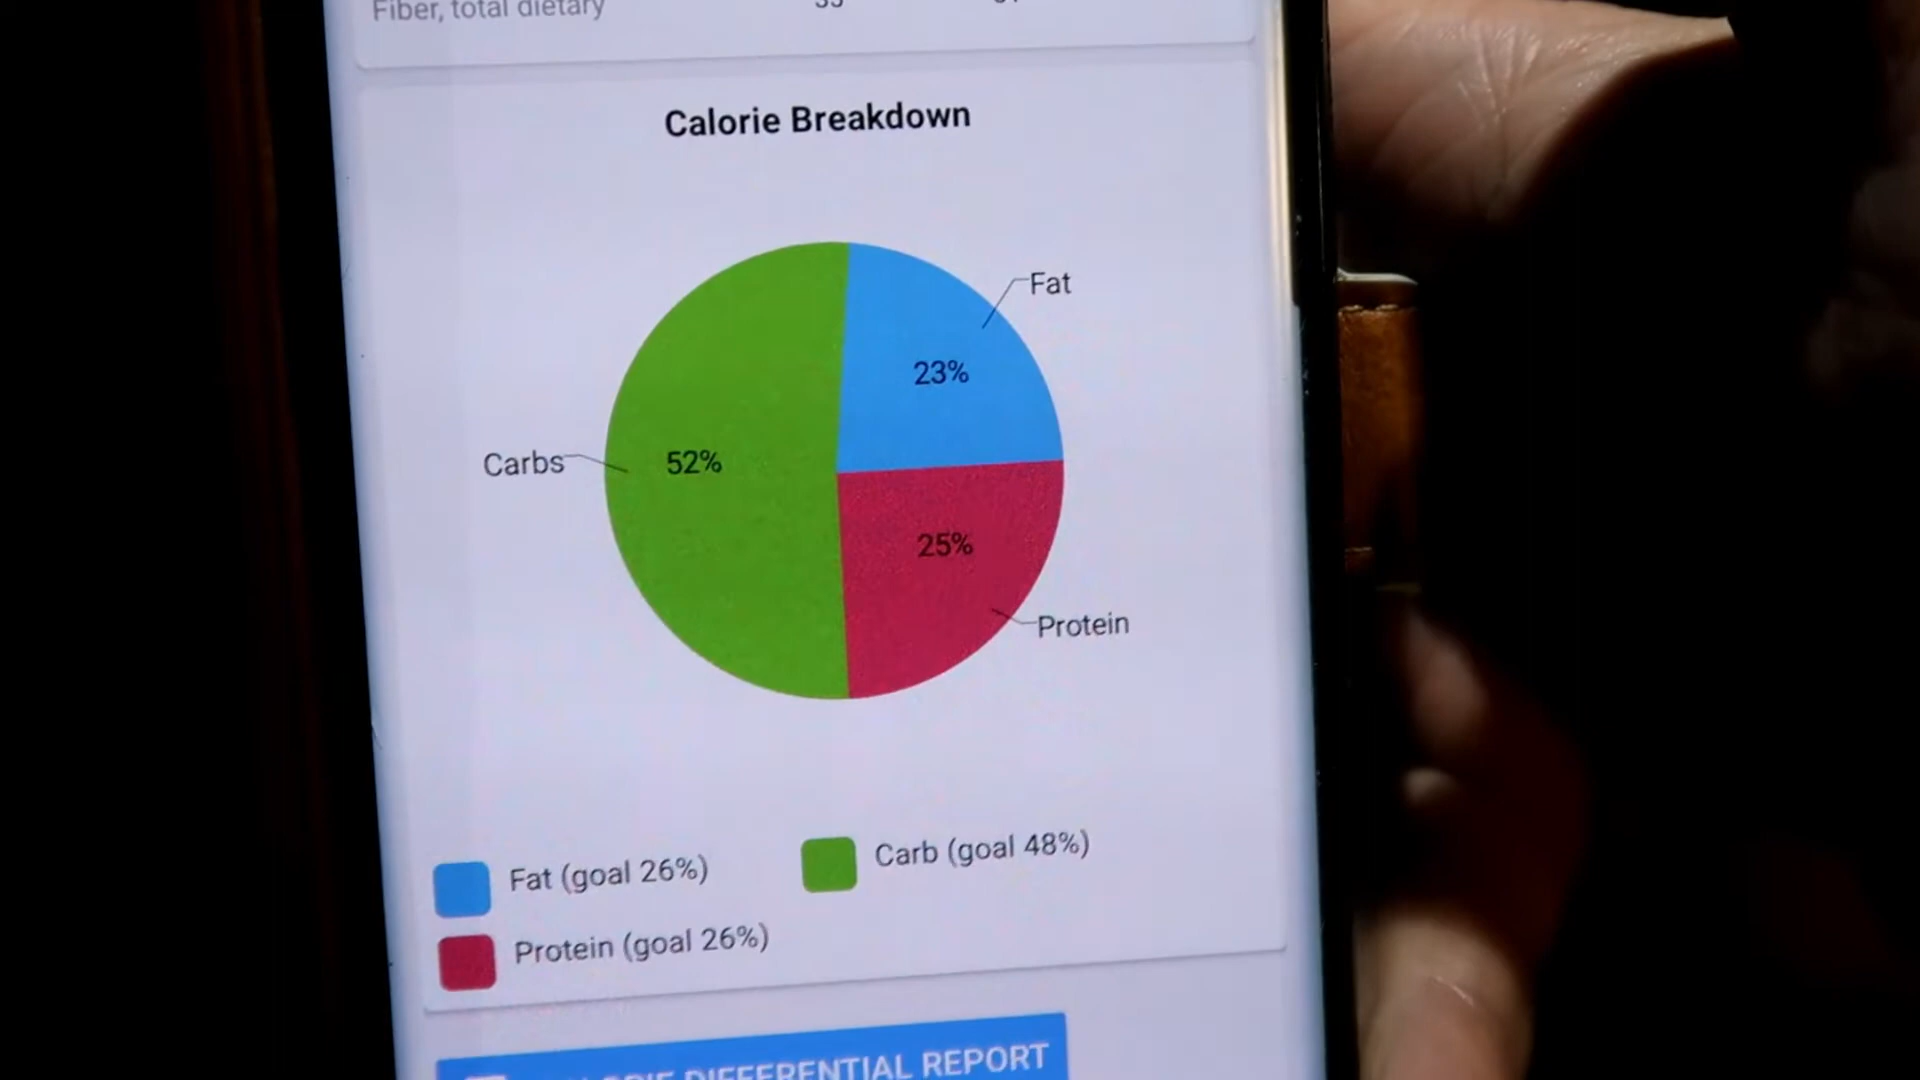 Fiber, total dietary
Calorie Breakdown
Fat
23%
Carbs
52%
25%
Protein
Fat (goal 26%)
Carb (goal 48%)
Protein (goal 26%)
DIFFERENTIAL REPORT